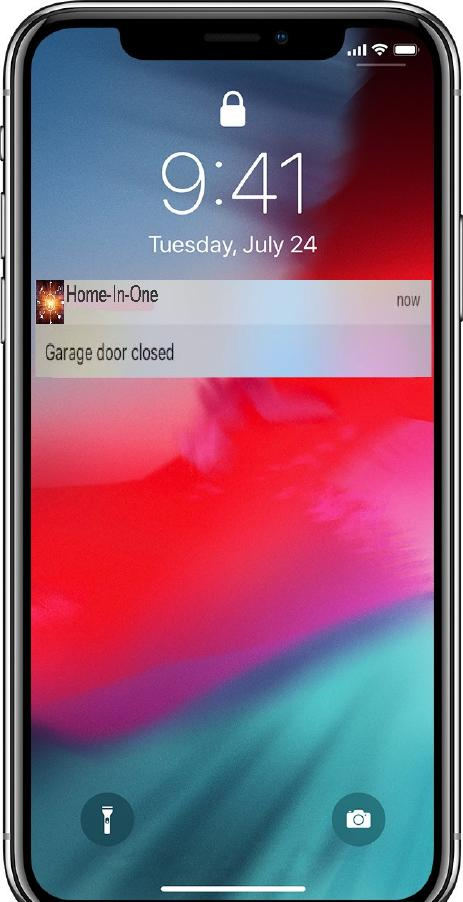 9:41
Tuesday, July 24
Home-In-One
now
Garage door closed